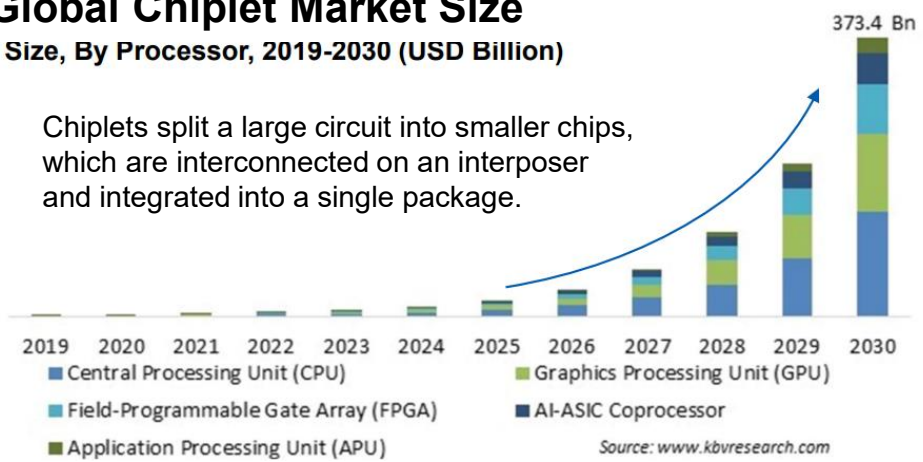 Global Chiplet Market Size
Size, By Processor, 2019-2030 (USD Billion)
373.4 Bn
Chiplets split a large circuit into smaller chips,
which are interconnected on an interposer
and integrated into a single package.
2019 2020 2021 2022 2023 2024 2025 2026 2027 2028 2029 2030
Central Processing Unit (CPU) Graphics Processing Unit (GPU)
Field-Programmable Gate Array (FPGA) AI-ASIC Coprocessor
Application Processing Unit (APU) Source: www.kbvresearch.com